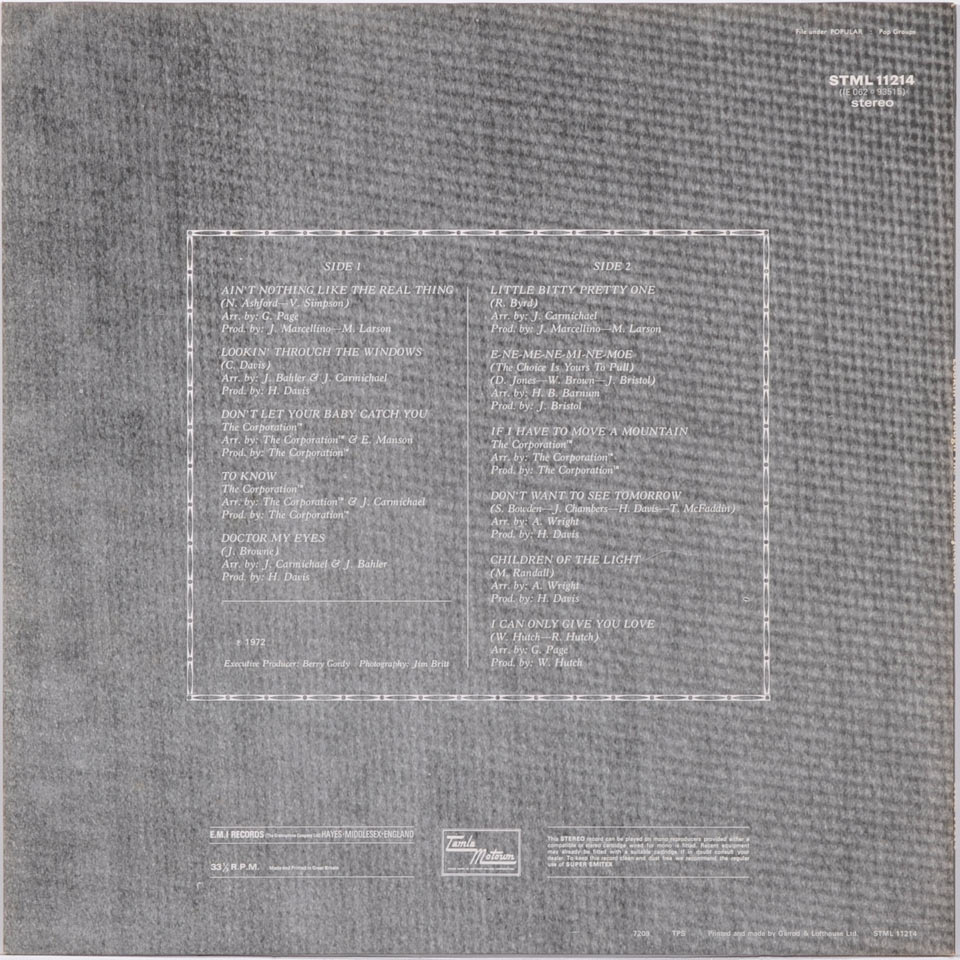 File under POPULAR Pop Groups
STML 11214
(IE 062 o 93515)
stereo
SIDE 1
AIN'T NOTHING LIKE THE REAL THING
(N. Ashford—V. Simpson)
Arr. by: G. Page
Prod. by: J. Marcellino—M. Larson
LOOKIN' THROUGH THE WINDOWS
(C. Davis)
Arr. by: J. Bahler & J. Carmichael
Prod. by: H. Davis
DON'T LET YOUR BABY CATCH YOU
The Corporation™
Arr. by: The Corporation™ & E. Manson
Prod. by: The Corporation™
TO KNOW
The Corporation™
Arr. by: The Corporation™ & J. Carmichael
Prod. by: The Corporation™
DOCTOR MY EYES
(J. Browne)
Arr. by: J. Carmichael & J. Bahler
Prod. by: H. Davis
℗ 1972
Executive Producer: Berry Gordy Photography: Jim Britt
SIDE 2
LITTLE BITTY PRETTY ONE
(R. Byrd)
Arr. by: J. Carmichael
Prod. by: J. Marcellino—M. Larson
E-NE-ME-NE-MI-NE-MOE
(The Choice Is Yours To Pull)
(D. Jones—W. Brown—J. Bristol)
Arr. by: H. B. Barnum
Prod. by: J. Bristol
IF I HAVE TO MOVE A MOUNTAIN
The Corporation™
Arr. by: The Corporation™
Prod. by: The Corporation™
DON'T WANT TO SEE TOMORROW
(S. Bowden—J. Chambers—H. Davis—T. McFaddin)
Arr. by: A. Wright
Prod. by: H. Davis
CHILDREN OF THE LIGHT
(M. Randall)
Arr. by: A. Wright
Prod. by: H. Davis
I CAN ONLY GIVE YOU LOVE
(W. Hutch—R. Hutch)
Arr. by: G. Page
Prod. by: W. Hutch
E.M.I RECORDS (The Gramophone Company Ltd) HAYES·MIDDLESEX·ENGLAND
33⅓ R.P.M. Made and Printed in Great Britain
Tamla
Motown
This STEREO record can be played on mono reproducers provided either a
compatible or stereo cartridge wired for mono is fitted. Recent equipment
may already be fitted with a suitable cartridge. If in doubt consult your
dealer. To keep this record clean and dust free we recommend the regular
use of SUPER EMITEX
7209 TPS Printed and made by Garrod & Lofthouse Ltd. STML 11214